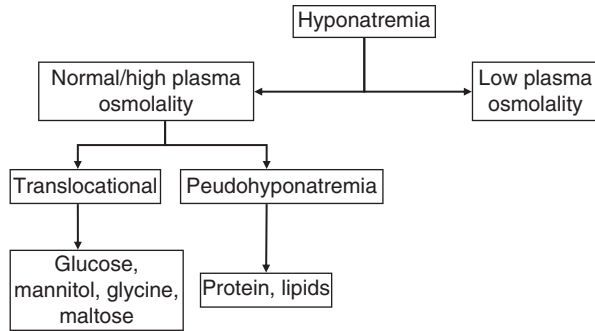 Hyponatremia
Normal/high plasma
osmolality
Low plasma
osmolality
Translocational
Peudohyponatremia
Glucose,
mannitol, glycine,
maltose
Protein, lipids